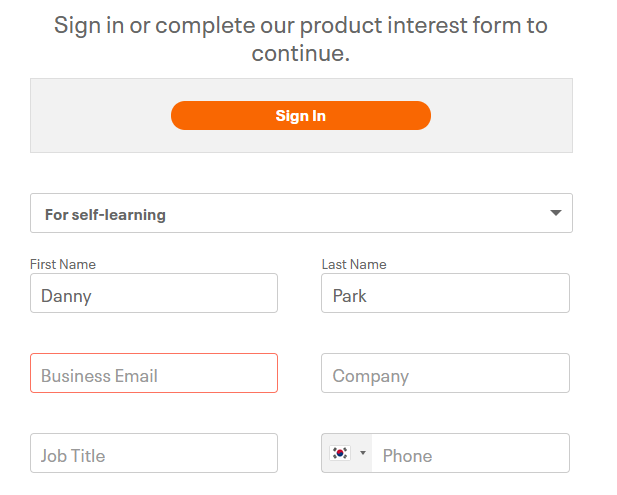 Sign in or complete our product interest form to
continue.
Sign In
For self-learning
First Name
Last Name
Danny
Park
Business Email
Company
Job Title
Phone